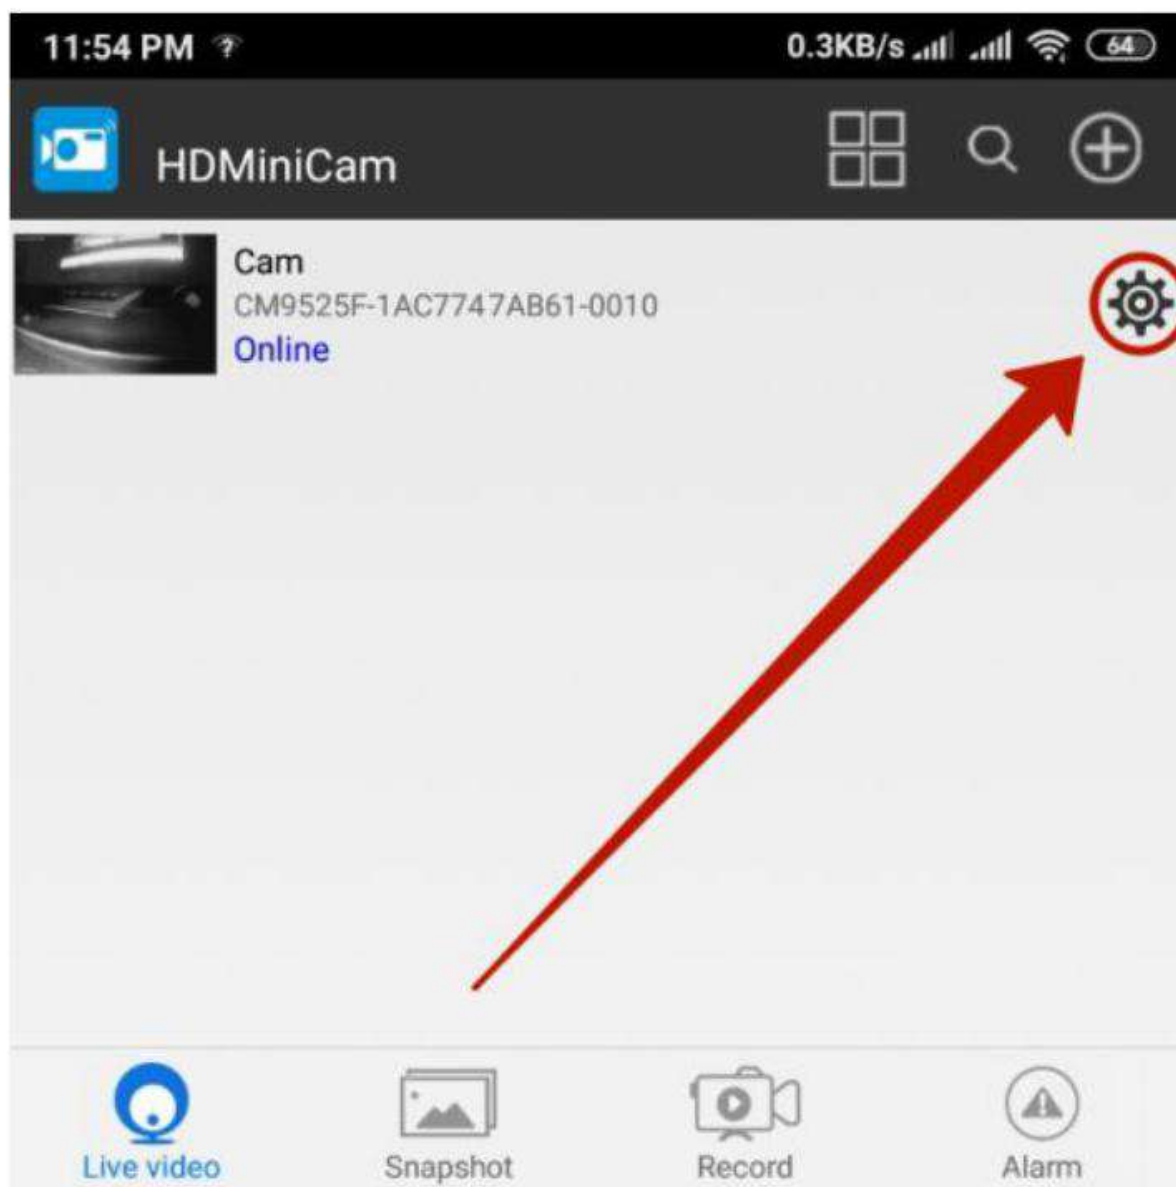 11:54 PM
0.3KB/s
64
HDMiniCam
Cam
CM9525F-1AC7747AB61-0010
Online
Live video
Snapshot
Record
Alarm